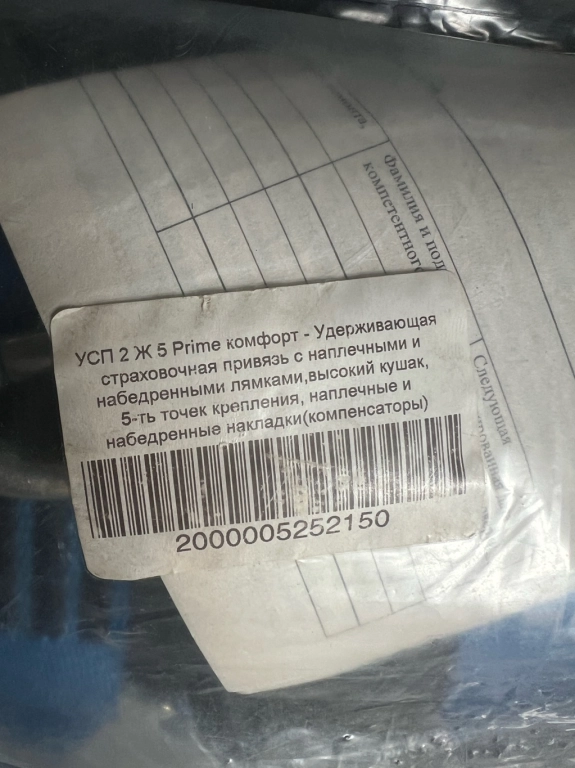 УСП 2 Ж 5 Prime комфорт - Удерживающая
страховочная привязь с наплечными и
набедренными лямками,высокий кушак,
5-ть точек крепления, наплечные и
набедренные накладки(компенсаторы)
2000005252150
Фамилия и под
компетентного
Следующая